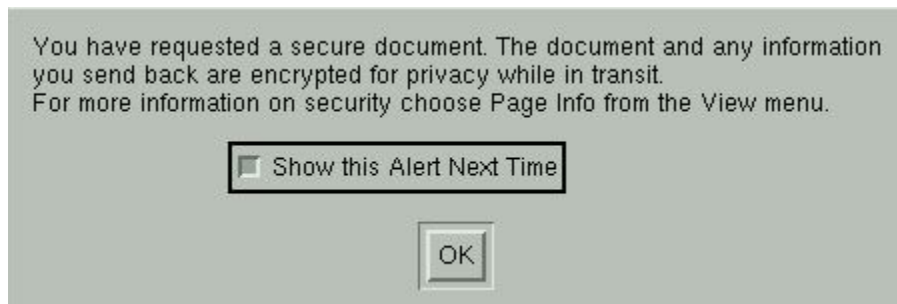 You have requested a secure document. The document and any information
you send back are encrypted for privacy while in transit.
For more information on security choose Page Info from the View menu.
Show this Alert Next Time
OK